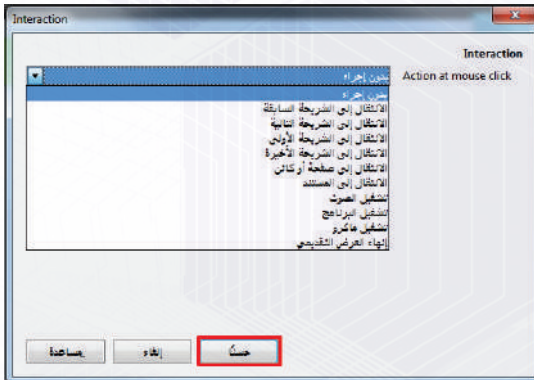 Interaction
Interaction
Action at mouse click
بدون إجراء
بدون إجراء
الانتقال إلى الشريحة السابقة
الانتقال إلى الشريحة التالية
الانتقال إلى الشريحة الأولى
الانتقال إلى الشريحة الأخيرة
الانتقال إلى صفحة أو كائن
الانتقال إلى المستند
تشغيل الصوت
تشغيل البرنامج
تشغيل ماكرو
إنهاء العرض التقديمي
حسنًا
إلغاء
مساعدة